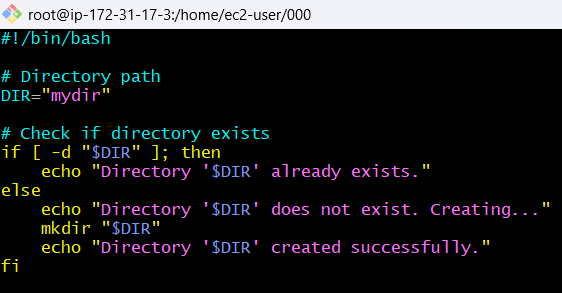 root@ip-172-31-17-3:/home/ec2-user/000
#!/bin/bash
# Directory path
DIR="mydir"
# Check if directory exists
if [ -d "$DIR" ]; then
    echo "Directory '$DIR' already exists."
else
    echo "Directory '$DIR' does not exist. Creating..."
    mkdir "$DIR"
    echo "Directory '$DIR' created successfully."
fi